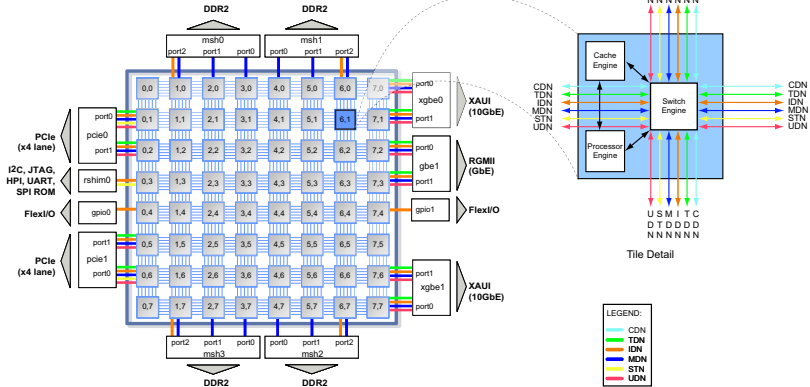 DDR2
DDR2
msh0
port2 port1 port0
msh1
port0 port1 port2
0,0 1,0 2,0 3,0 4,0 5,0 6,0 7,0
0,1 1,1 2,1 3,1 4,1 5,1 6,1 7,1
0,2 1,2 2,2 3,2 4,2 5,2 6,2 7,2
0,3 1,3 2,3 3,3 4,3 5,3 6,3 7,3
0,4 1,4 2,4 3,4 4,4 5,4 6,4 7,4
0,5 1,5 2,5 3,5 4,5 5,5 6,5 7,5
0,6 1,6 2,6 3,6 4,6 5,6 6,6 7,6
0,7 1,7 2,7 3,7 4,7 5,7 6,7 7,7
PCIe
(x4 lane)
port0
pcie0
port1
I2C, JTAG,
HPI, UART,
SPI ROM
rshim0
FlexI/O
gpio0
PCIe
(x4 lane)
port1
pcie1
port0
port0
xgbe0
port1
XAUI
(10GbE)
port0
gbe1
port1
RGMII
(GbE)
gpio1
FlexI/O
port1
xgbe1
port0
XAUI
(10GbE)
port2 port1 port0
msh3
port0 port1 port2
msh2
DDR2
DDR2
N N N N N N
Cache
Engine
Switch
Engine
Processor
Engine
CDN
TDN
IDN
MDN
STN
UDN
CDN
TDN
IDN
MDN
STN
UDN
U S M I T C
D T D D D D
N N N N N N
Tile Detail
LEGEND:
CDN
TDN
IDN
MDN
STN
UDN